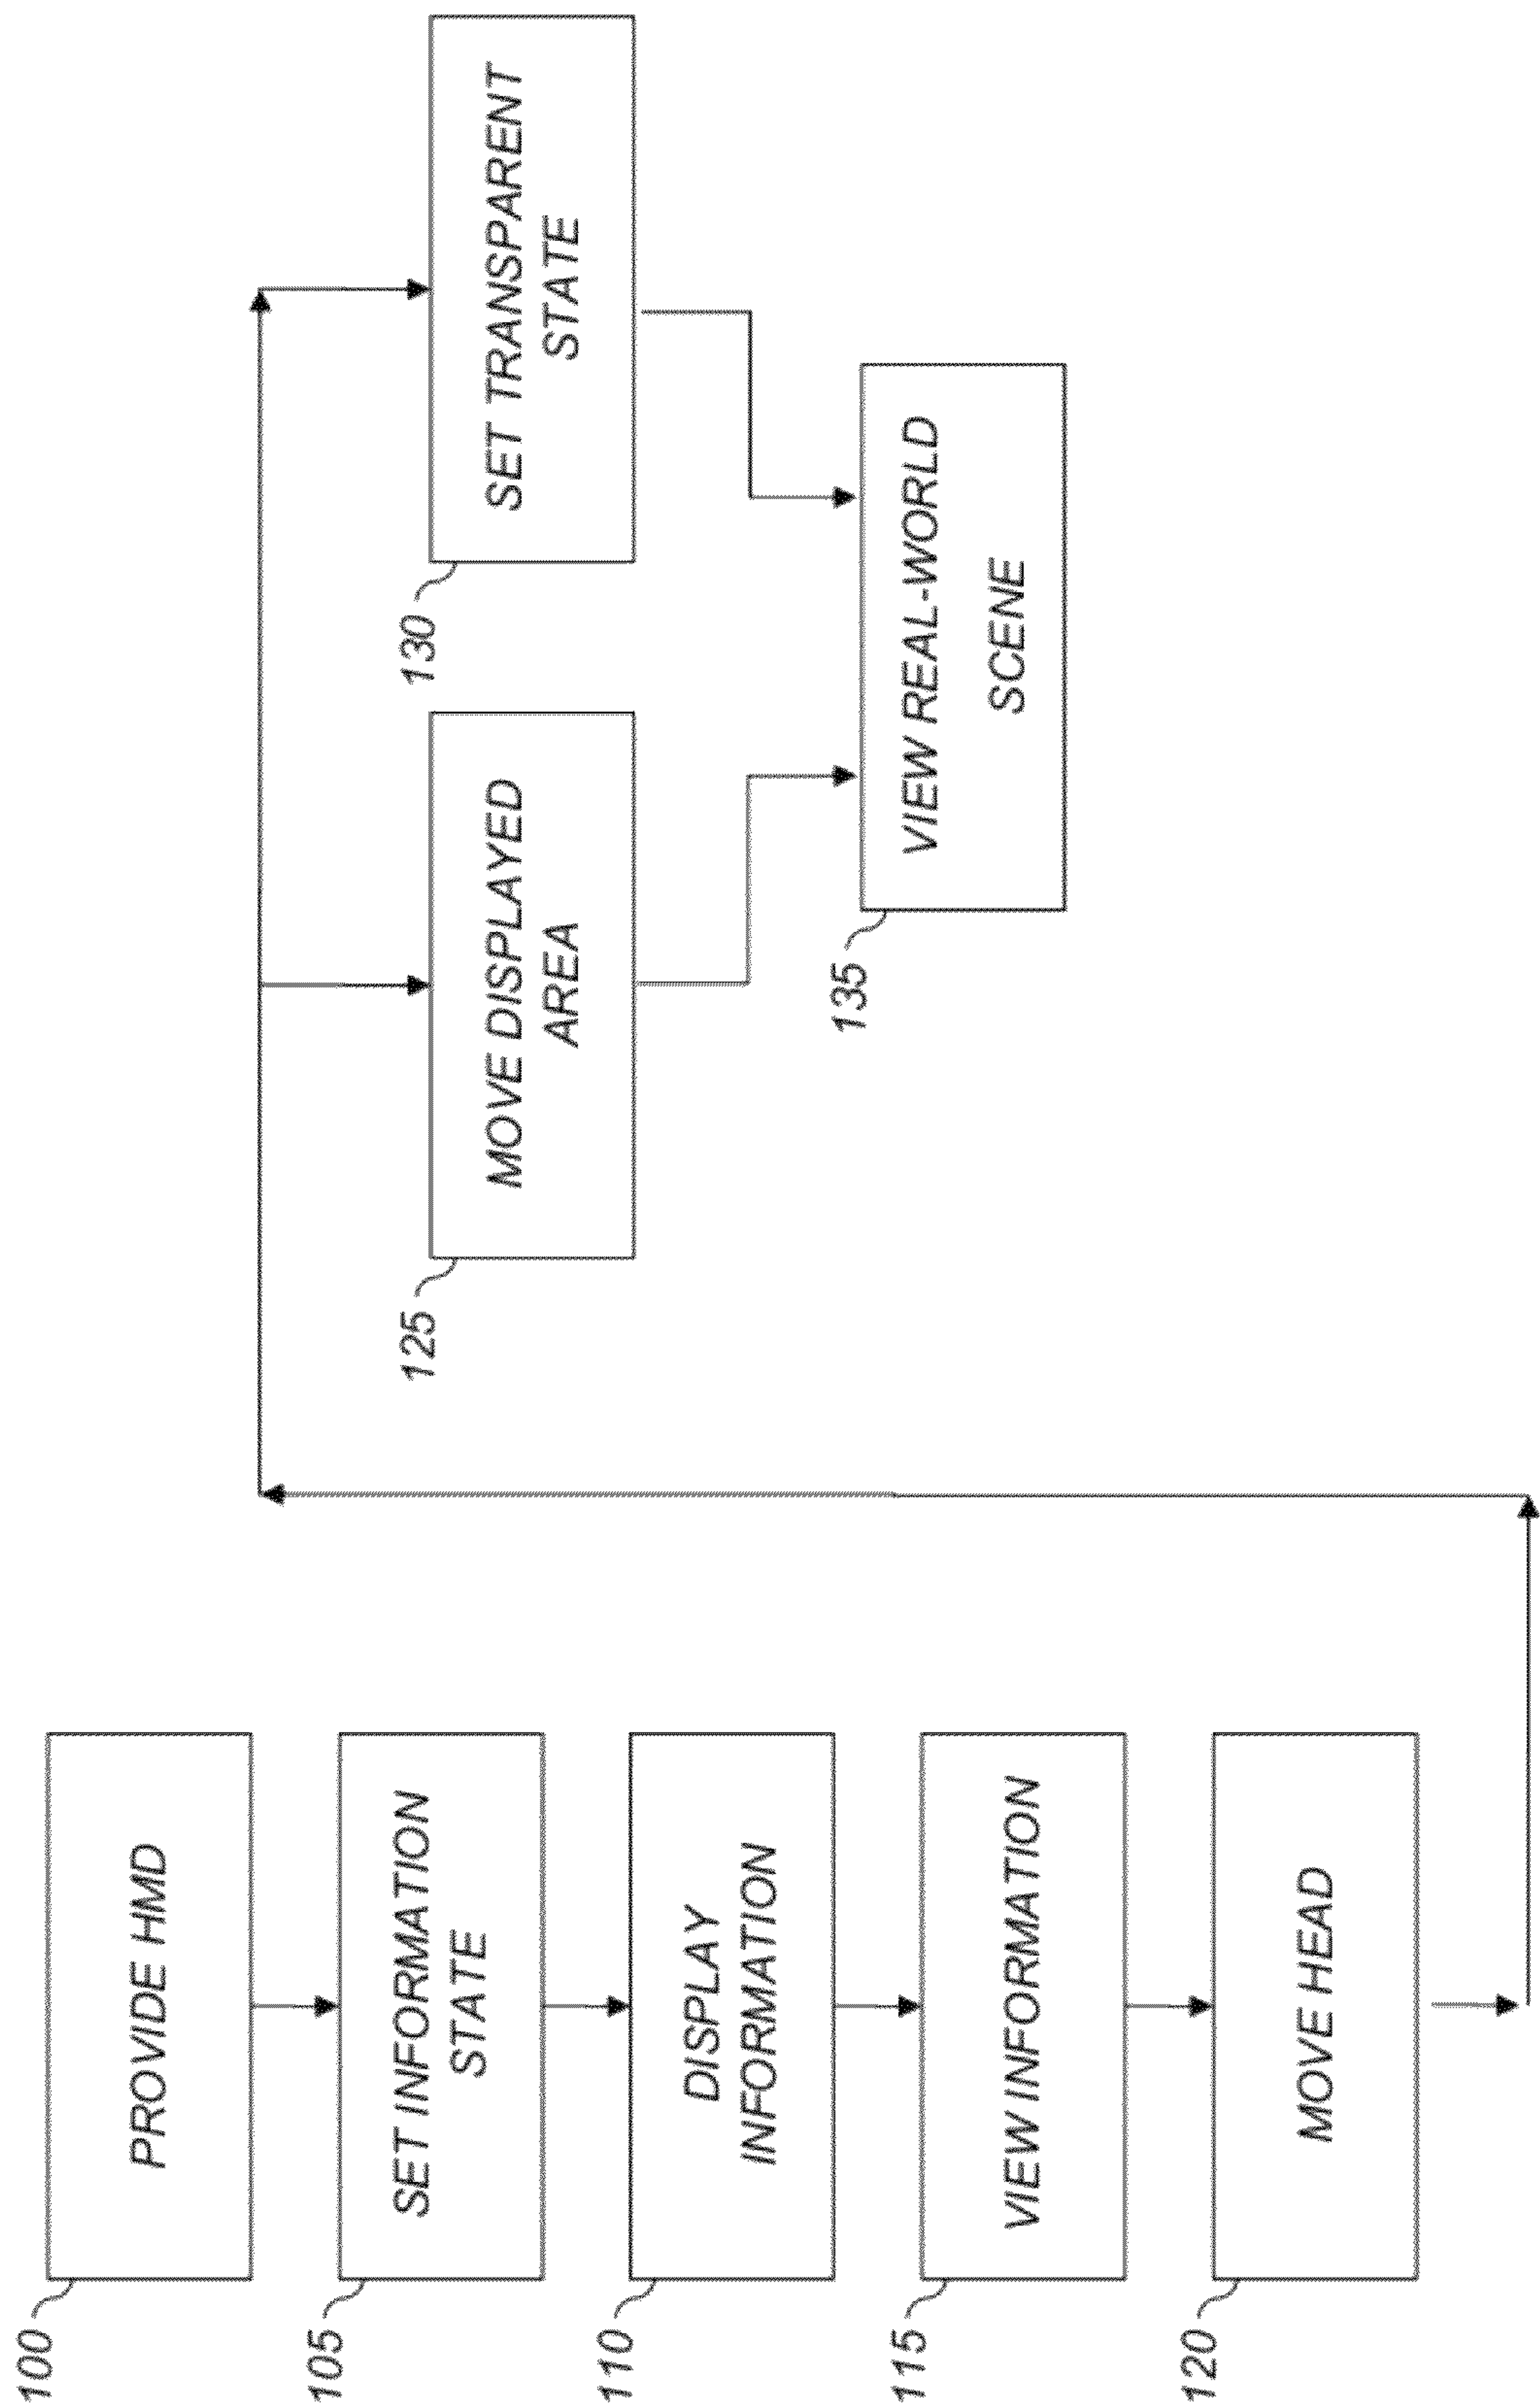 100
PROVIDE HMD
105
SET INFORMATION
STATE
110
DISPLAY
INFORMATION
115
VIEW INFORMATION
120
MOVE HEAD
125
MOVE DISPLAYED
AREA
130
SET TRANSPARENT
STATE
135
VIEW REAL-WORLD
SCENE